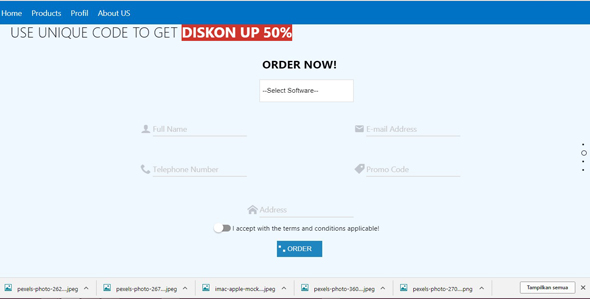 Home Products Profil About US
USE UNIQUE CODE TO GET DISKON UP 50%
ORDER NOW!
--Select Software--
Full Name E-mail Address
Telephone Number Promo Code
Address
I accept with the terms and conditions applicable!
ORDER
pexels-photo-262....jpeg pexels-photo-267....jpeg imac-apple-mock....jpeg pexels-photo-360....jpeg pexels-photo-270....png Tampilkan semua